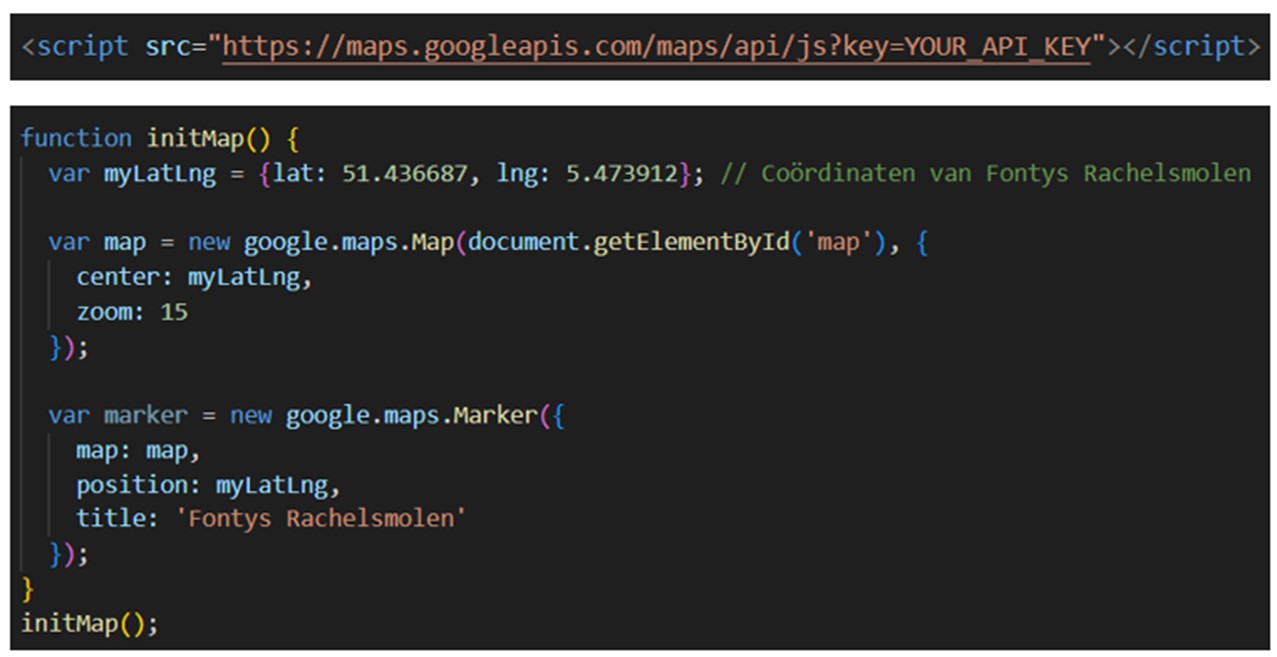 <script src="https://maps.googleapis.com/maps/api/js?key=YOUR_API_KEY"></script>
function initMap() {
  var myLatLng = {lat: 51.436687, lng: 5.473912}; // Coördinaten van Fontys Rachelsmolen
  var map = new google.maps.Map(document.getElementById('map'), {
    center: myLatLng,
    zoom: 15
  });
  var marker = new google.maps.Marker({
    map: map,
    position: myLatLng,
    title: 'Fontys Rachelsmolen'
  });
}
initMap();